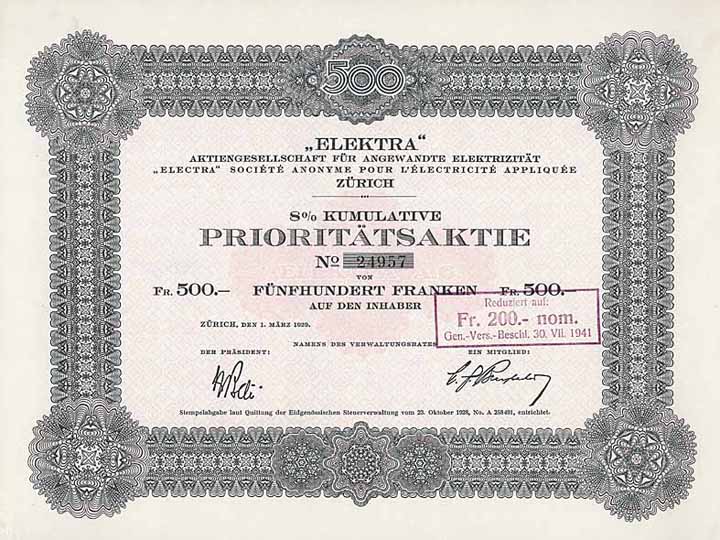 500
„ELEKTRA“
AKTIENGESELLSCHAFT FÜR ANGEWANDTE ELEKTRIZITÄT
„ELECTRA“ SOCIÉTÉ ANONYME POUR L'ÉLECTRICITÉ APPLIQUÉE
ZÜRICH
8% KUMULATIVE
PRIORITÄTSAKTIE
No 24957
VON
FR. 500.— FÜNFHUNDERT FRANKEN FR. 500.—
AUF DEN INHABER
Reduziert auf:
Fr. 200.- nom.
Gen.-Vers.-Beschl. 30. VII. 1941
ZÜRICH, DEN 1. MÄRZ 1929.
NAMENS DES VERWALTUNGSRATES
DER PRÄSIDENT: EIN MITGLIED:
Stempelabgabe laut Quittung der Eidgenössischen Steuerverwaltung vom 23. Oktober 1928, No. A 258491, entrichtet.